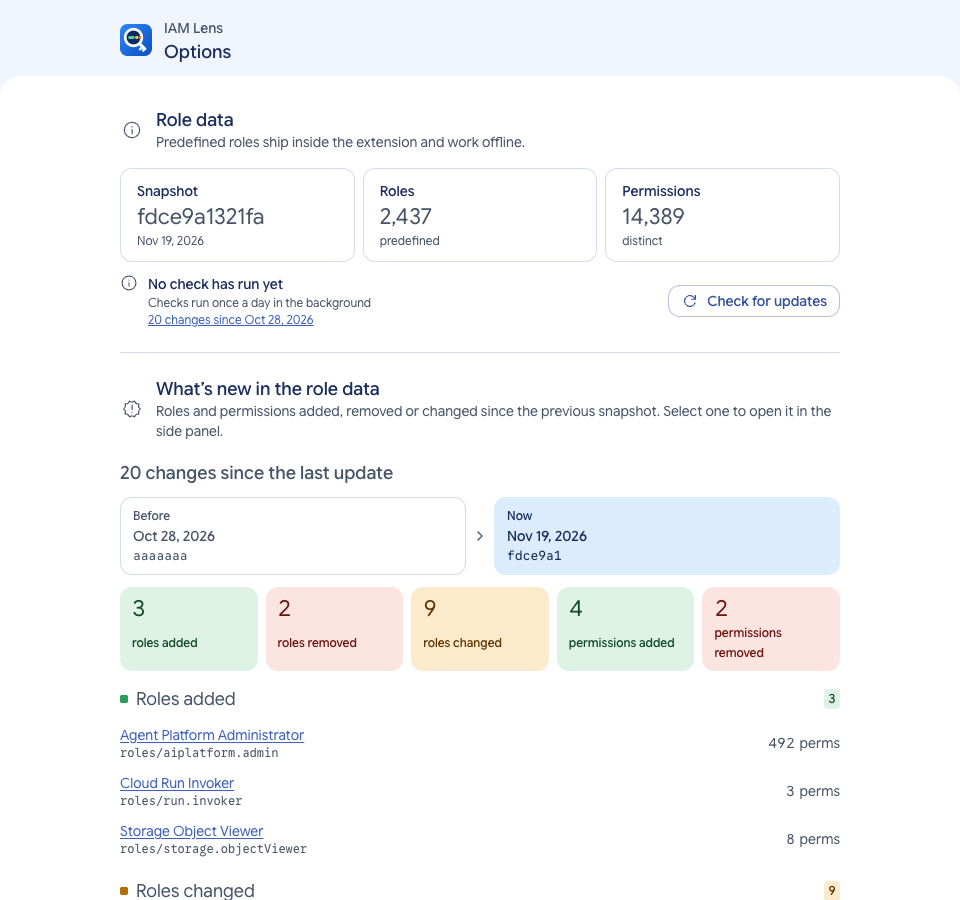 IAM Lens
Options
Role data
Predefined roles ship inside the extension and work offline.
Snapshot
fdce9a1321fa
Nov 19, 2026
Roles
2,437
predefined
Permissions
14,389
distinct
No check has run yet
Checks run once a day in the background
20 changes since Oct 28, 2026
Check for updates
What's new in the role data
Roles and permissions added, removed or changed since the previous snapshot. Select one to open it in the
side panel.
20 changes since the last update
Before
Oct 28, 2026
aaaaaaa
Now
Nov 19, 2026
fdce9a1
3
roles added
2
roles removed
9
roles changed
4
permissions added
2
permissions
removed
Roles added
3
Agent Platform Administrator
roles/aiplatform.admin
492 perms
Cloud Run Invoker
roles/run.invoker
3 perms
Storage Object Viewer
roles/storage.objectViewer
8 perms
Roles changed
9